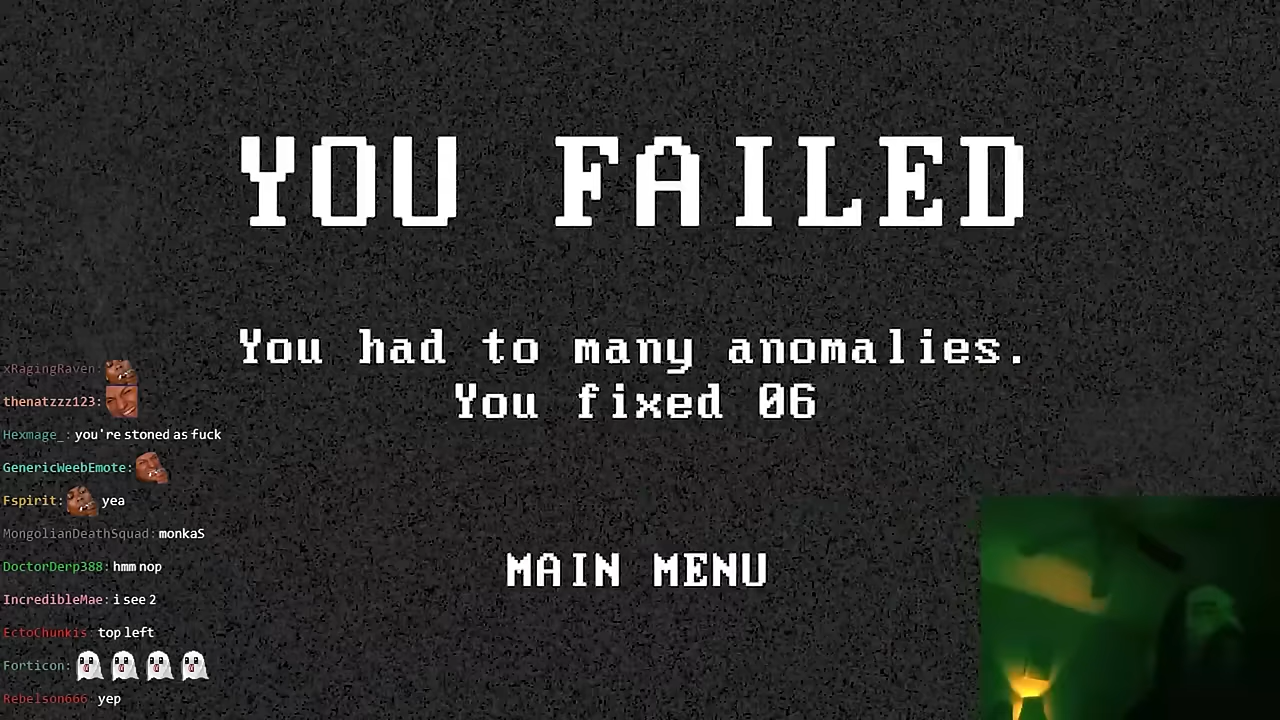 YOU FAILED
You had to many anomalies.
You fixed 06
MAIN MENU
xRagingRaven:
thenatzzz123:
Hexmage_: you're stoned as fuck
GenericWeebEmote:
Fspirit: yea
MongolianDeathSquad: monkaS
DoctorDerp388: hmm nop
IncredibleMae: i see 2
EctoChunkis: top left
Forticon:
Rebelson666: yep